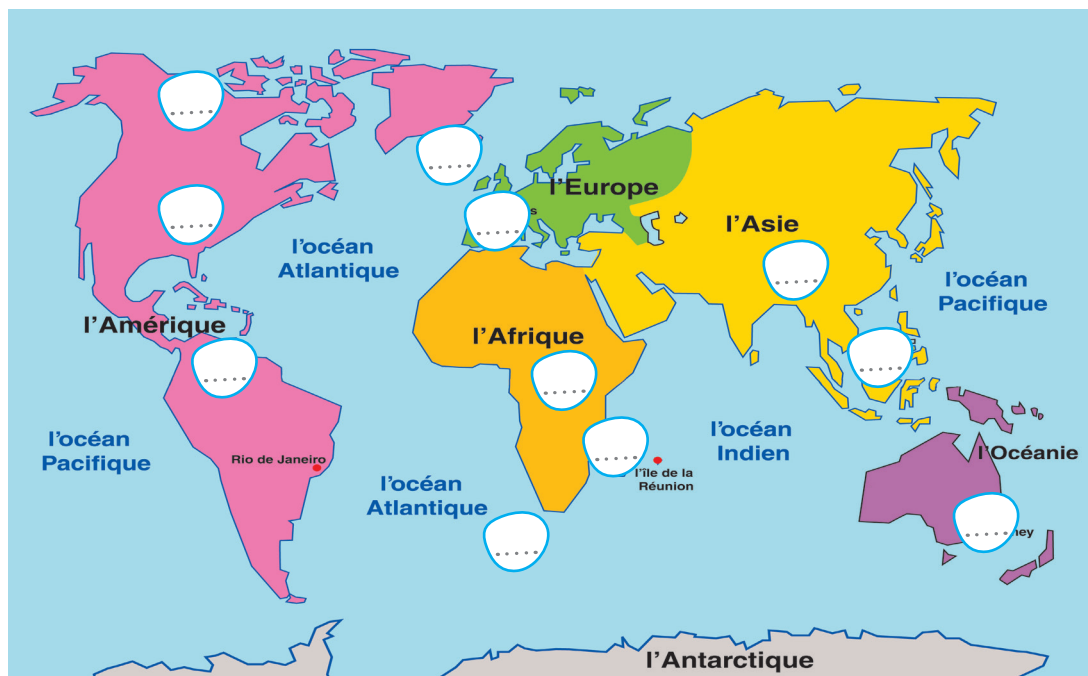 l'Europe
l'Asie
l'océan
Atlantique
l'océan
Pacifique
l'Amérique
l'Afrique
l'océan
Pacifique
l'océan
Indien
l'Océanie
Rio de Janeiro
l'île de la
Réunion
l'océan
Atlantique
l'Antarctique